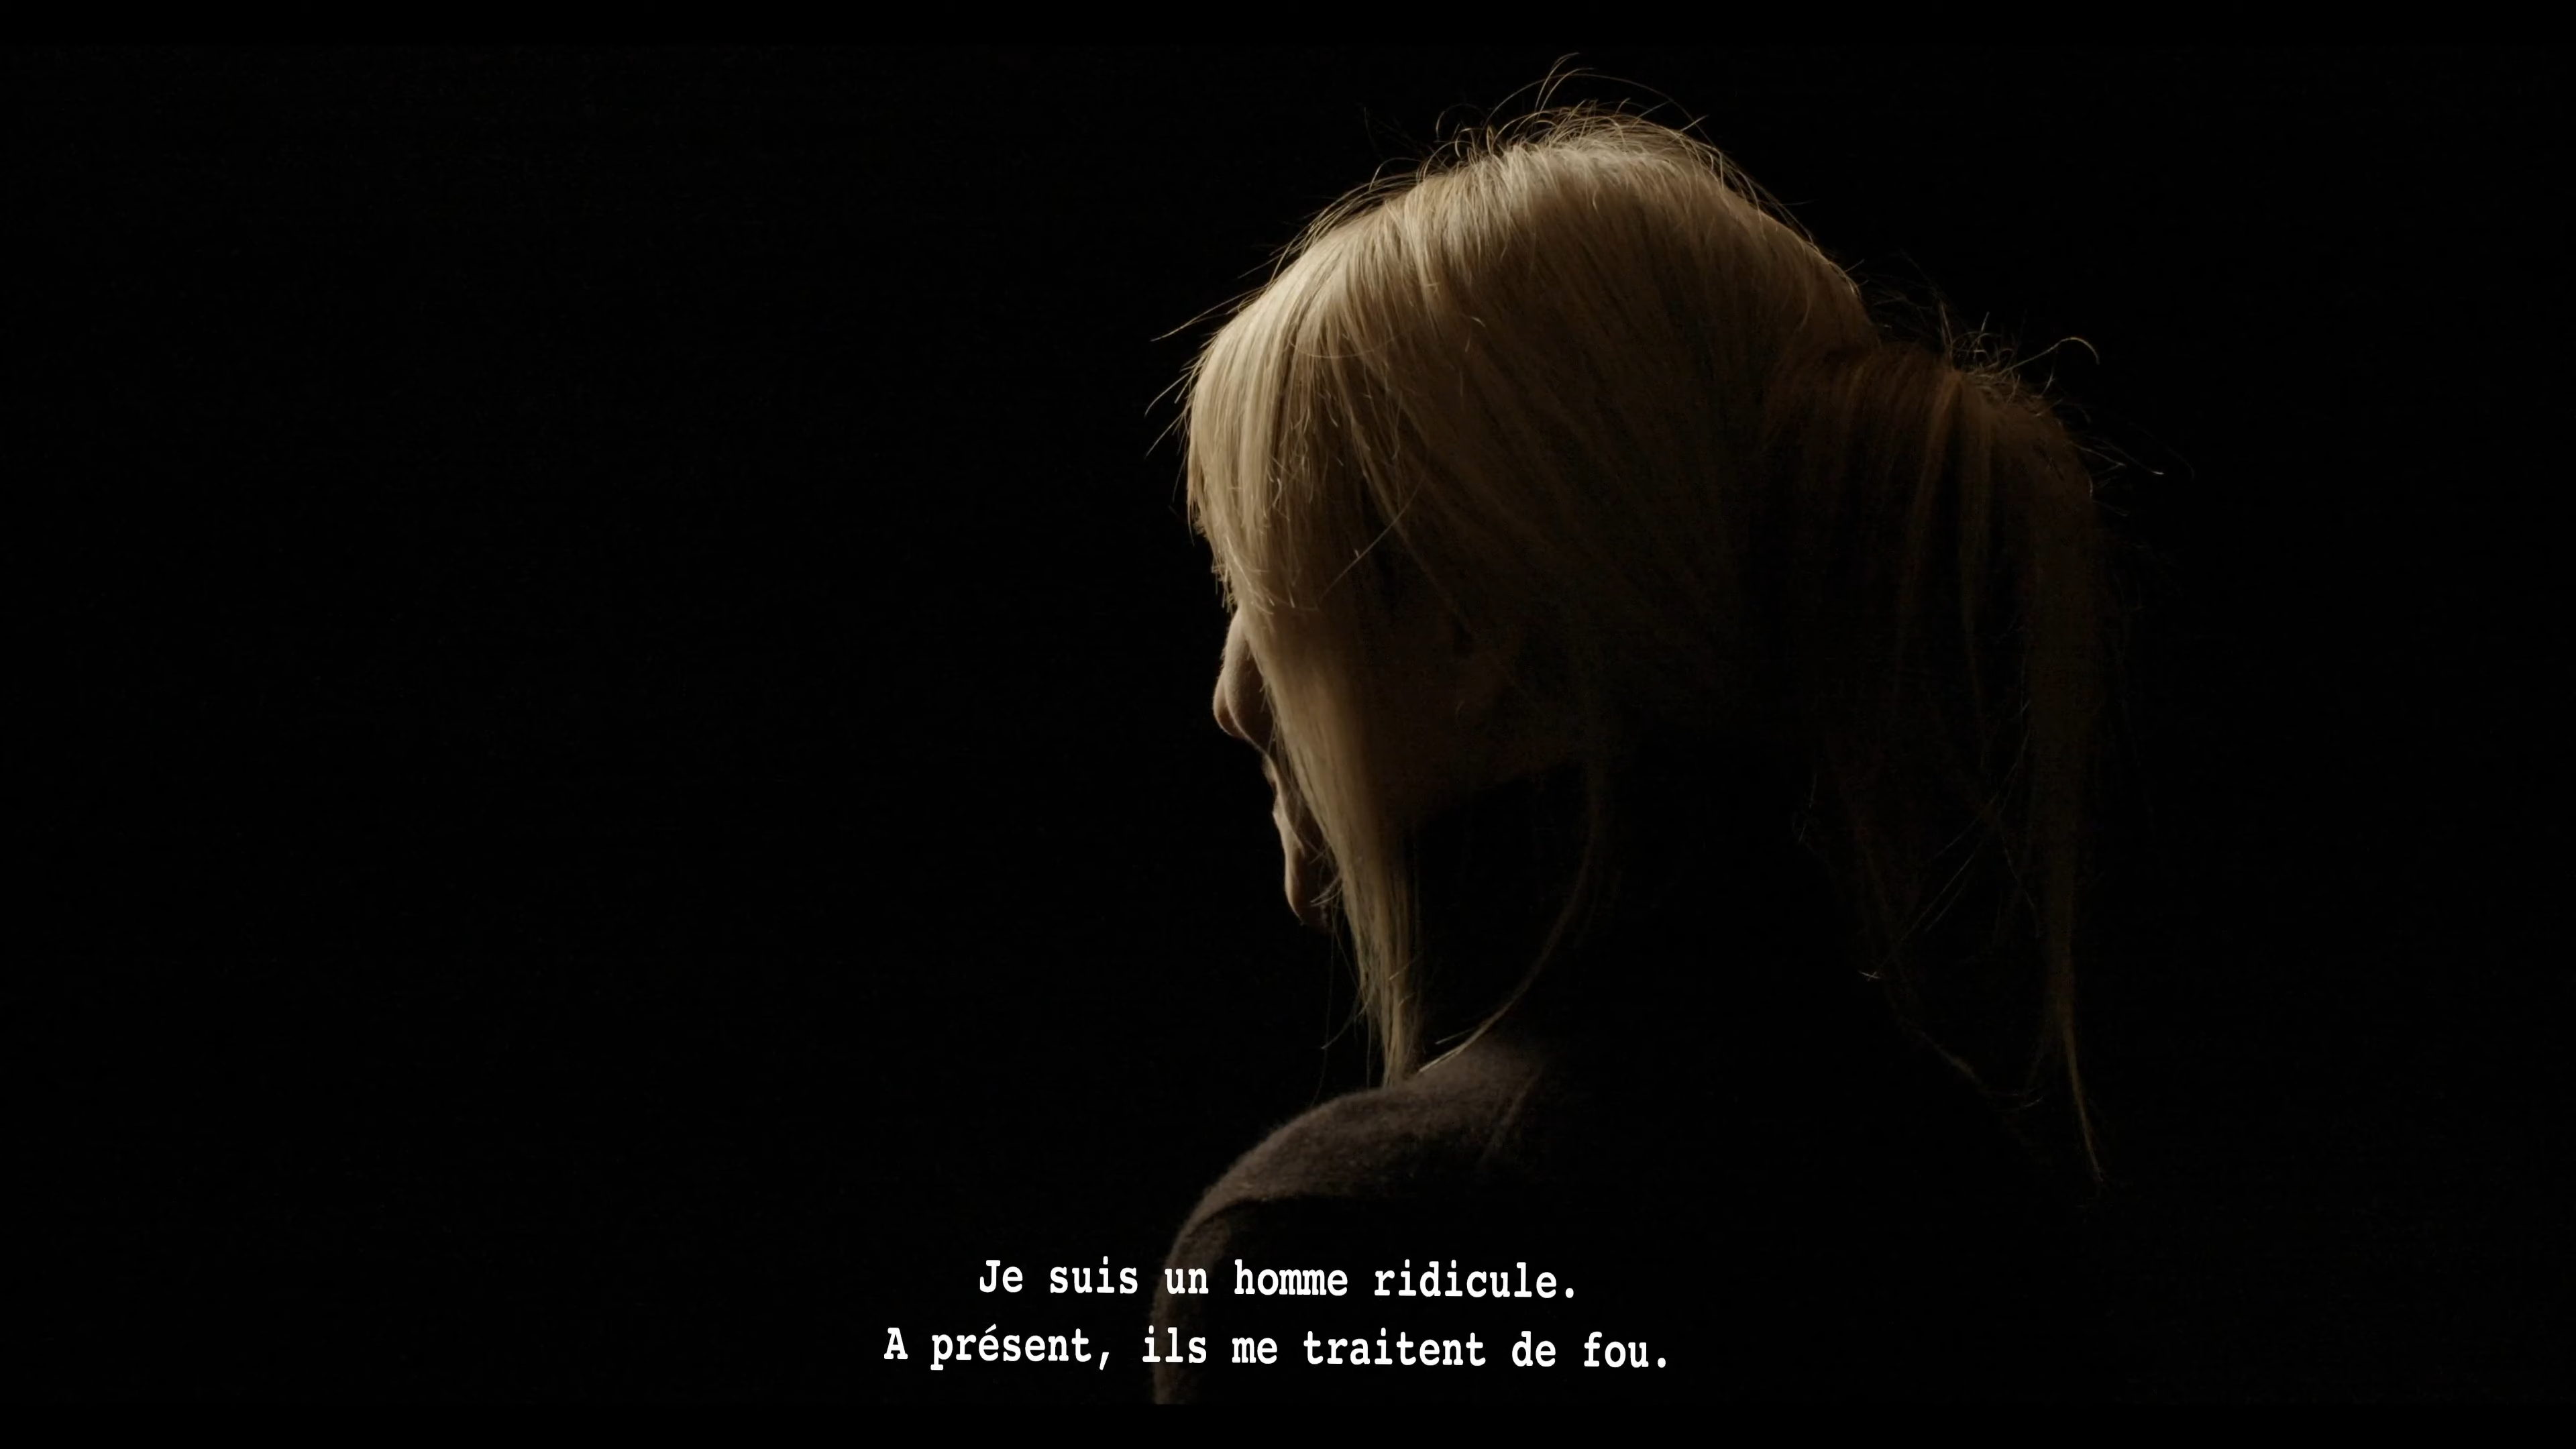 Je suis un homme ridicule.
A présent, ils me traitent de fou.